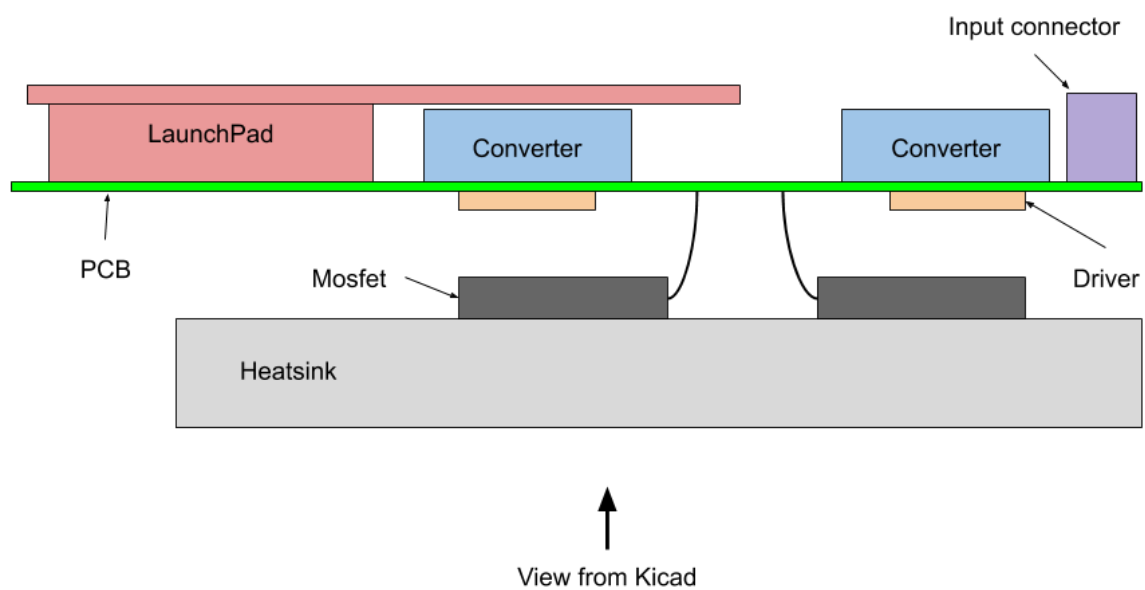 Input connector
LaunchPad
Converter
Converter
PCB
Mosfet
Driver
Heatsink
View from Kicad